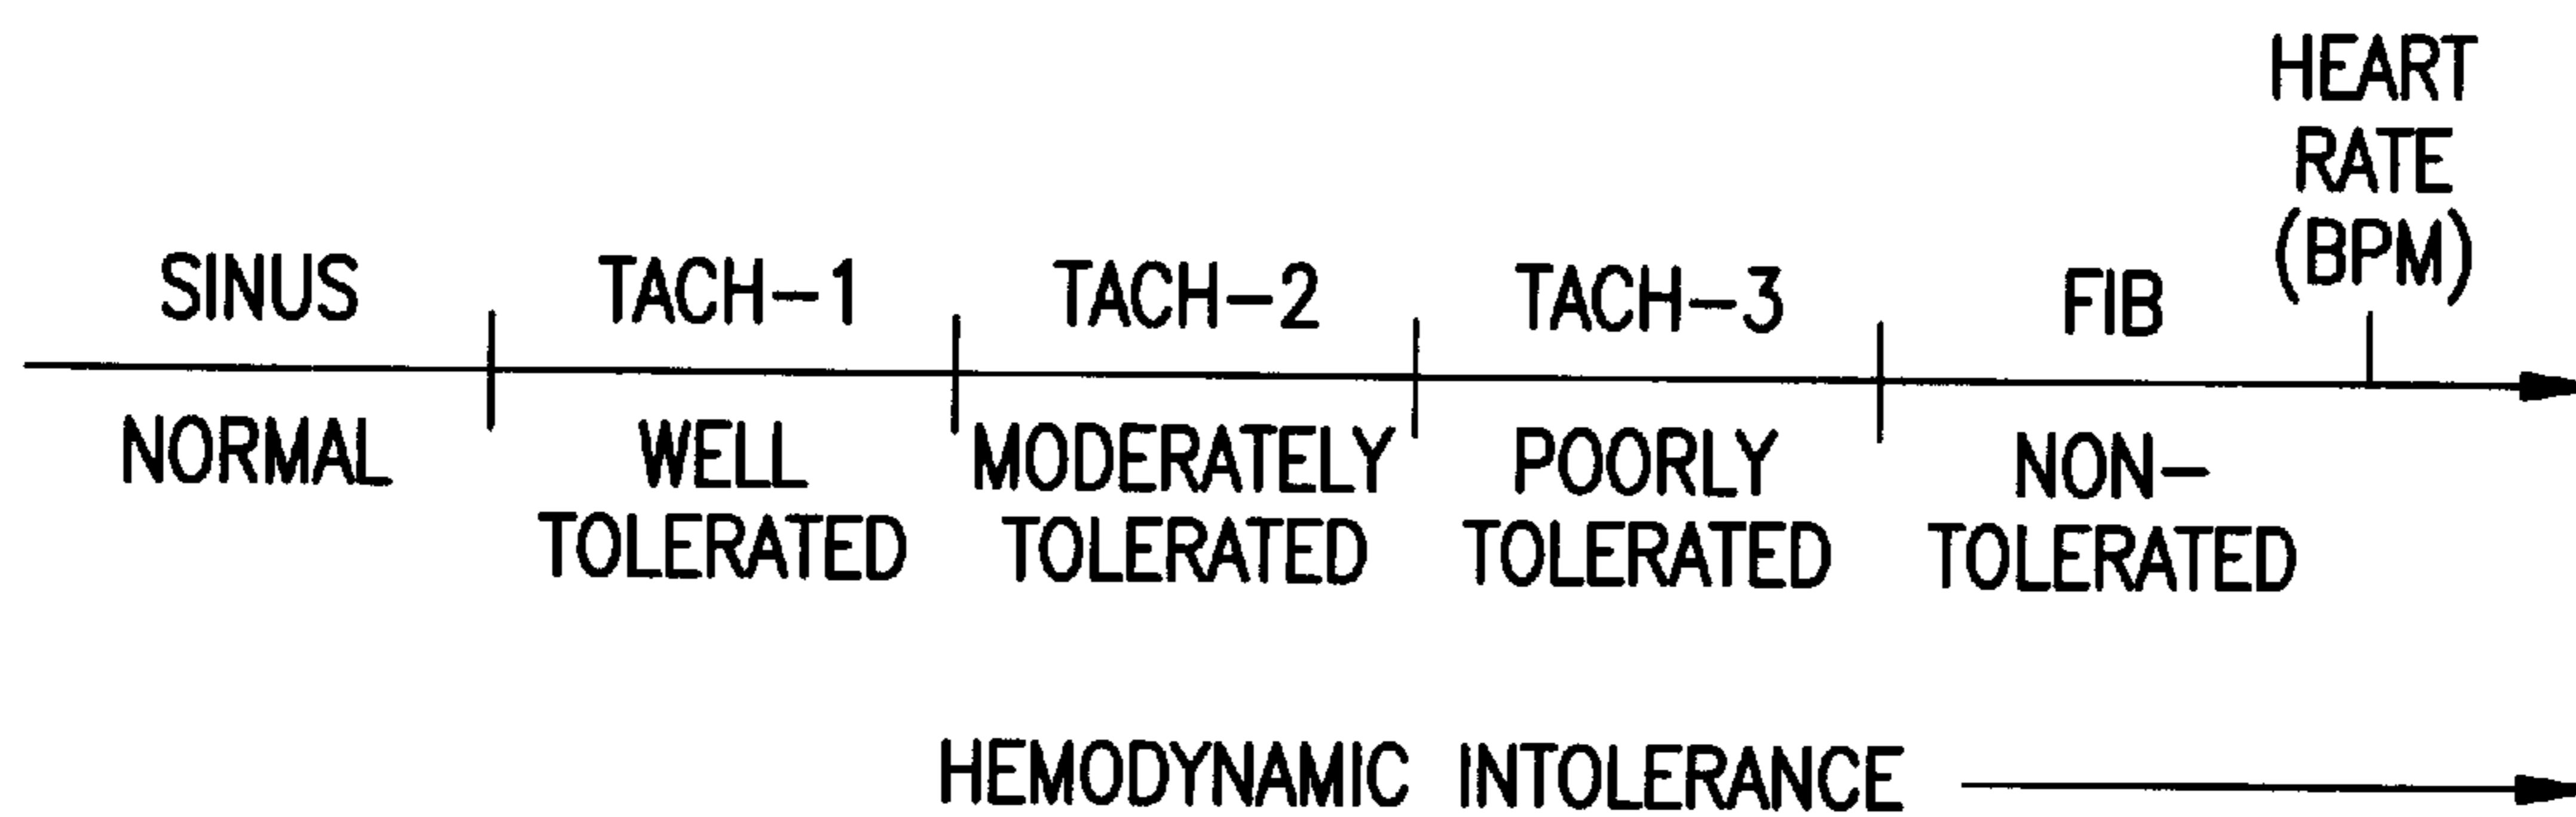 HEART
RATE
(BPM)
SINUS TACH-1 TACH-2 TACH-3 FIB
NORMAL WELL MODERATELY POORLY NON-
TOLERATED TOLERATED TOLERATED TOLERATED
HEMODYNAMIC INTOLERANCE